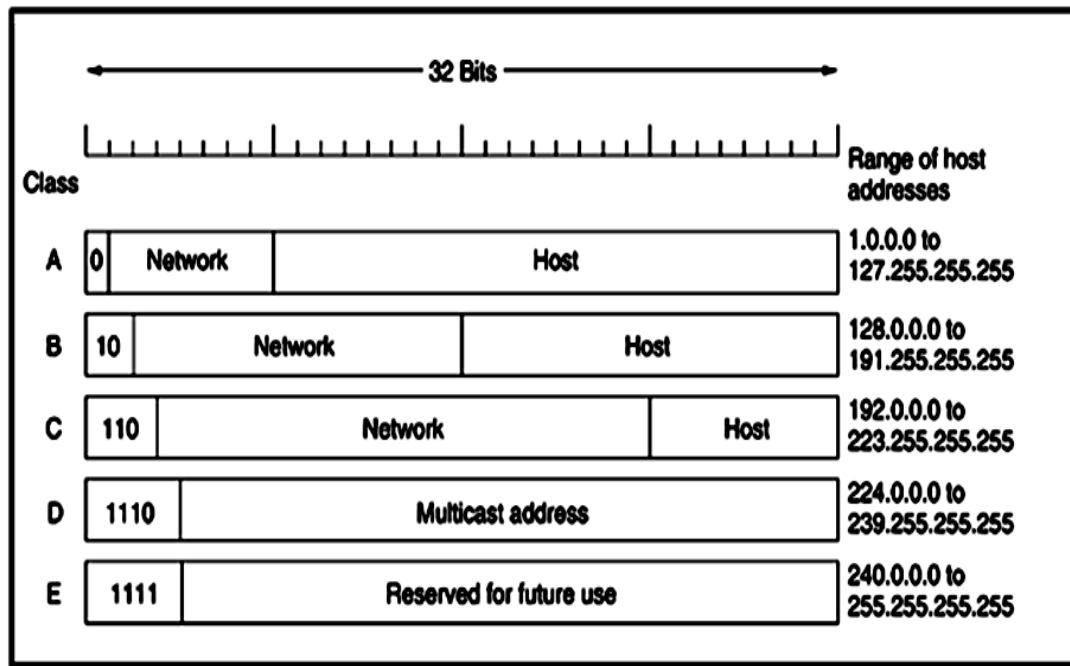 32 Bits
Range of host
addresses
Class
A 0 Network Host 1.0.0.0 to
127.255.255.255
B 10 Network Host 128.0.0.0 to
191.255.255.255
C 110 Network Host 192.0.0.0 to
223.255.255.255
D 1110 Multicast address 224.0.0.0 to
239.255.255.255
E 1111 Reserved for future use 240.0.0.0 to
255.255.255.255